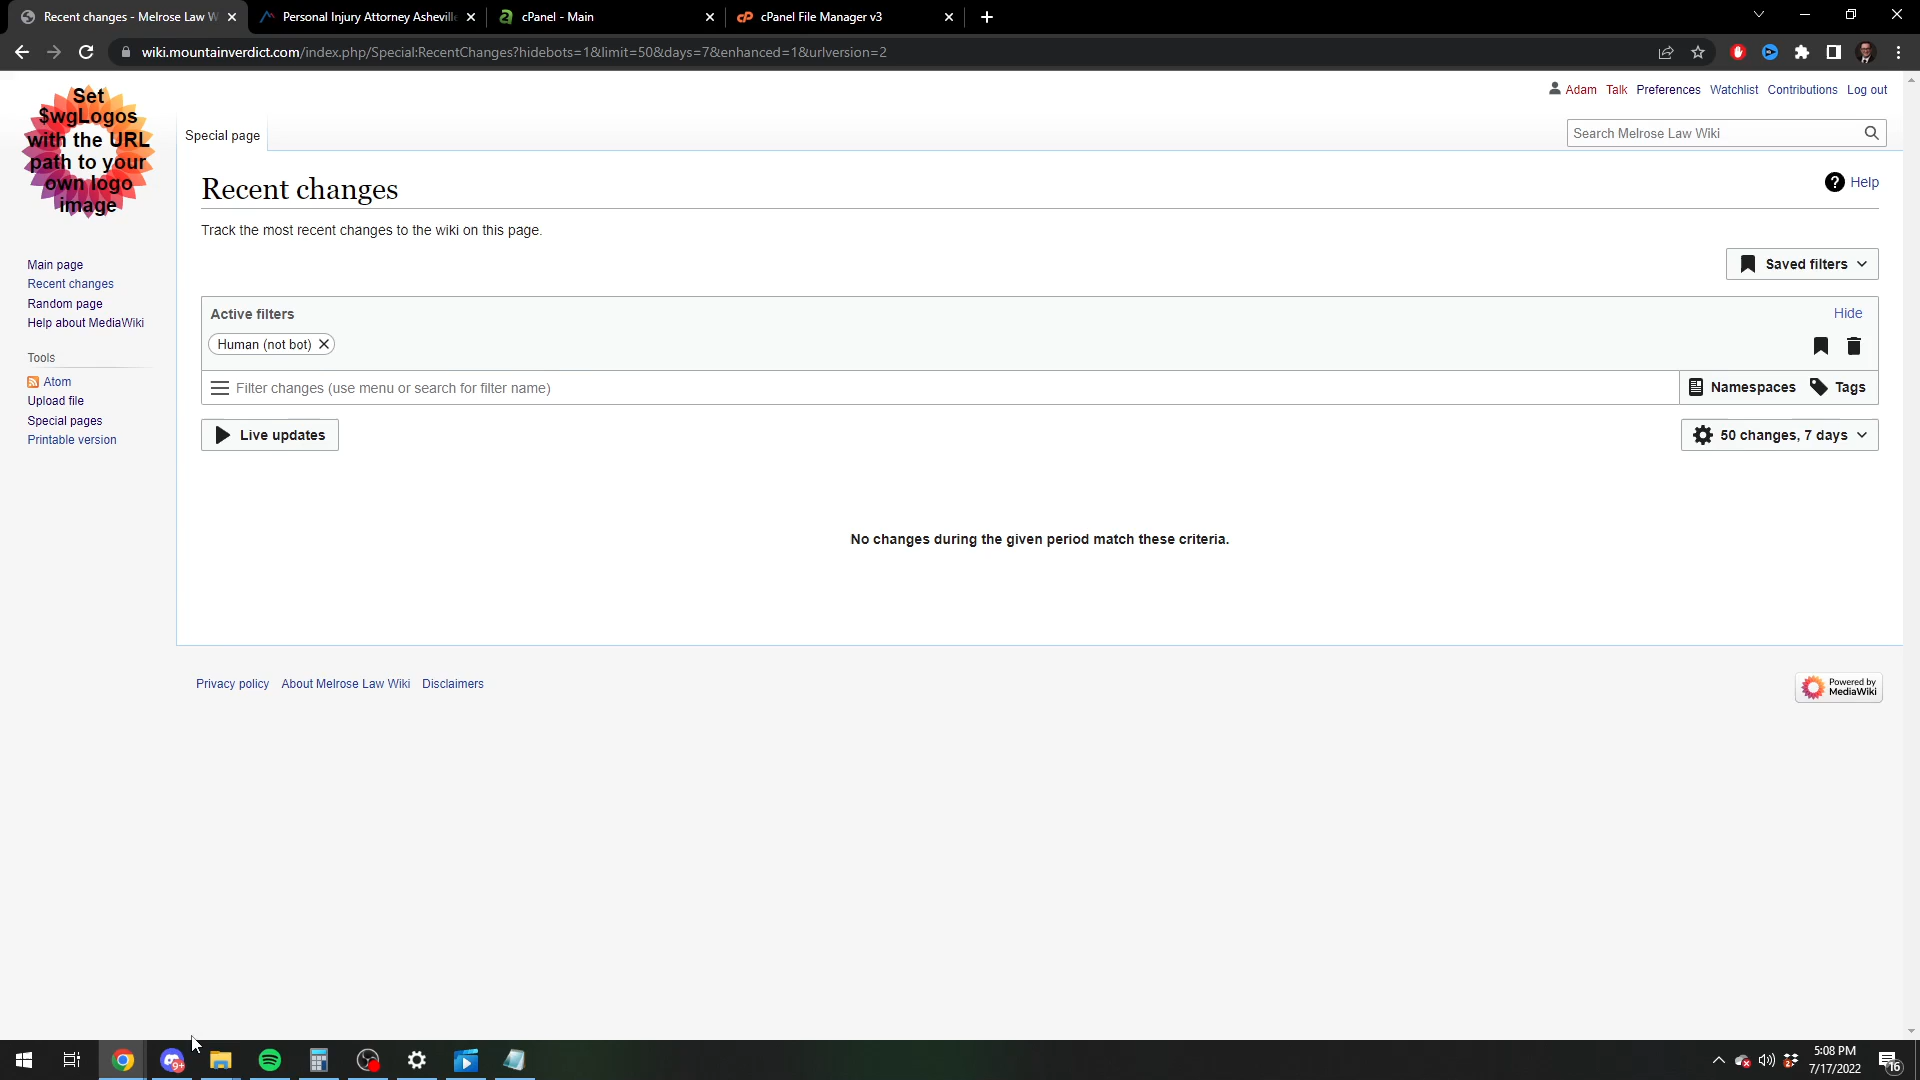 Recent changes - Melrose Law W
Personal Injury Attorney Asheville
cPanel - Main
cPanel File Manager v3
wiki.mountainverdict.com/index.php/Special:RecentChanges?hidebots=1&limit=50&days=7&enhanced=1&urlversion=2
Set
$wgLogos
with the URL
path to your
own logo
image
Adam Talk Preferences Watchlist Contributions Log out
Special page
Search Melrose Law Wiki
Recent changes
Help
Track the most recent changes to the wiki on this page.
Saved filters
Main page
Recent changes
Random page
Help about MediaWiki
Tools
Atom
Upload file
Special pages
Printable version
Active filters
Hide
Human (not bot)
Filter changes (use menu or search for filter name)
Namespaces
Tags
Live updates
50 changes, 7 days
No changes during the given period match these criteria.
Privacy policy About Melrose Law Wiki Disclaimers
Powered by
MediaWiki
9+
5:08 PM
7/17/2022
16